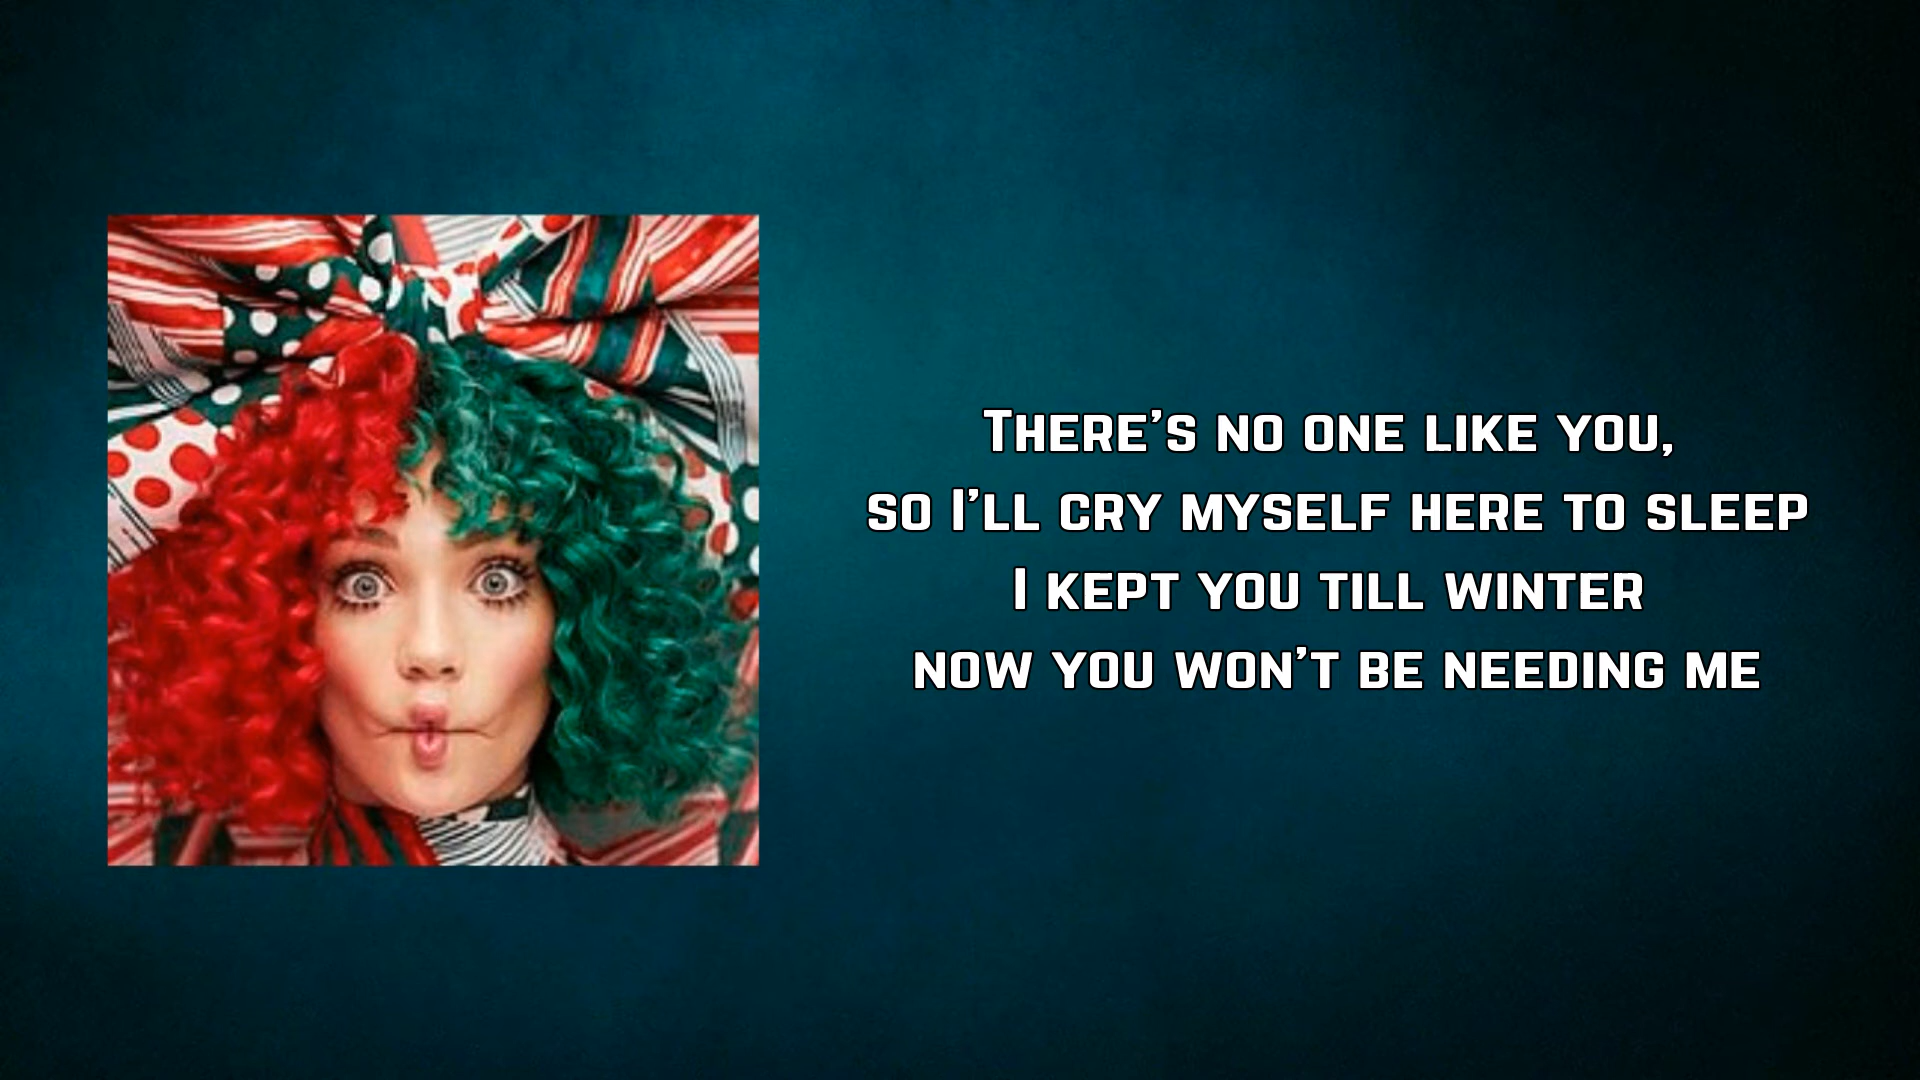 There's no one like you,
so I'll cry myself here to sleep
I kept you till winter
now you won't be needing me